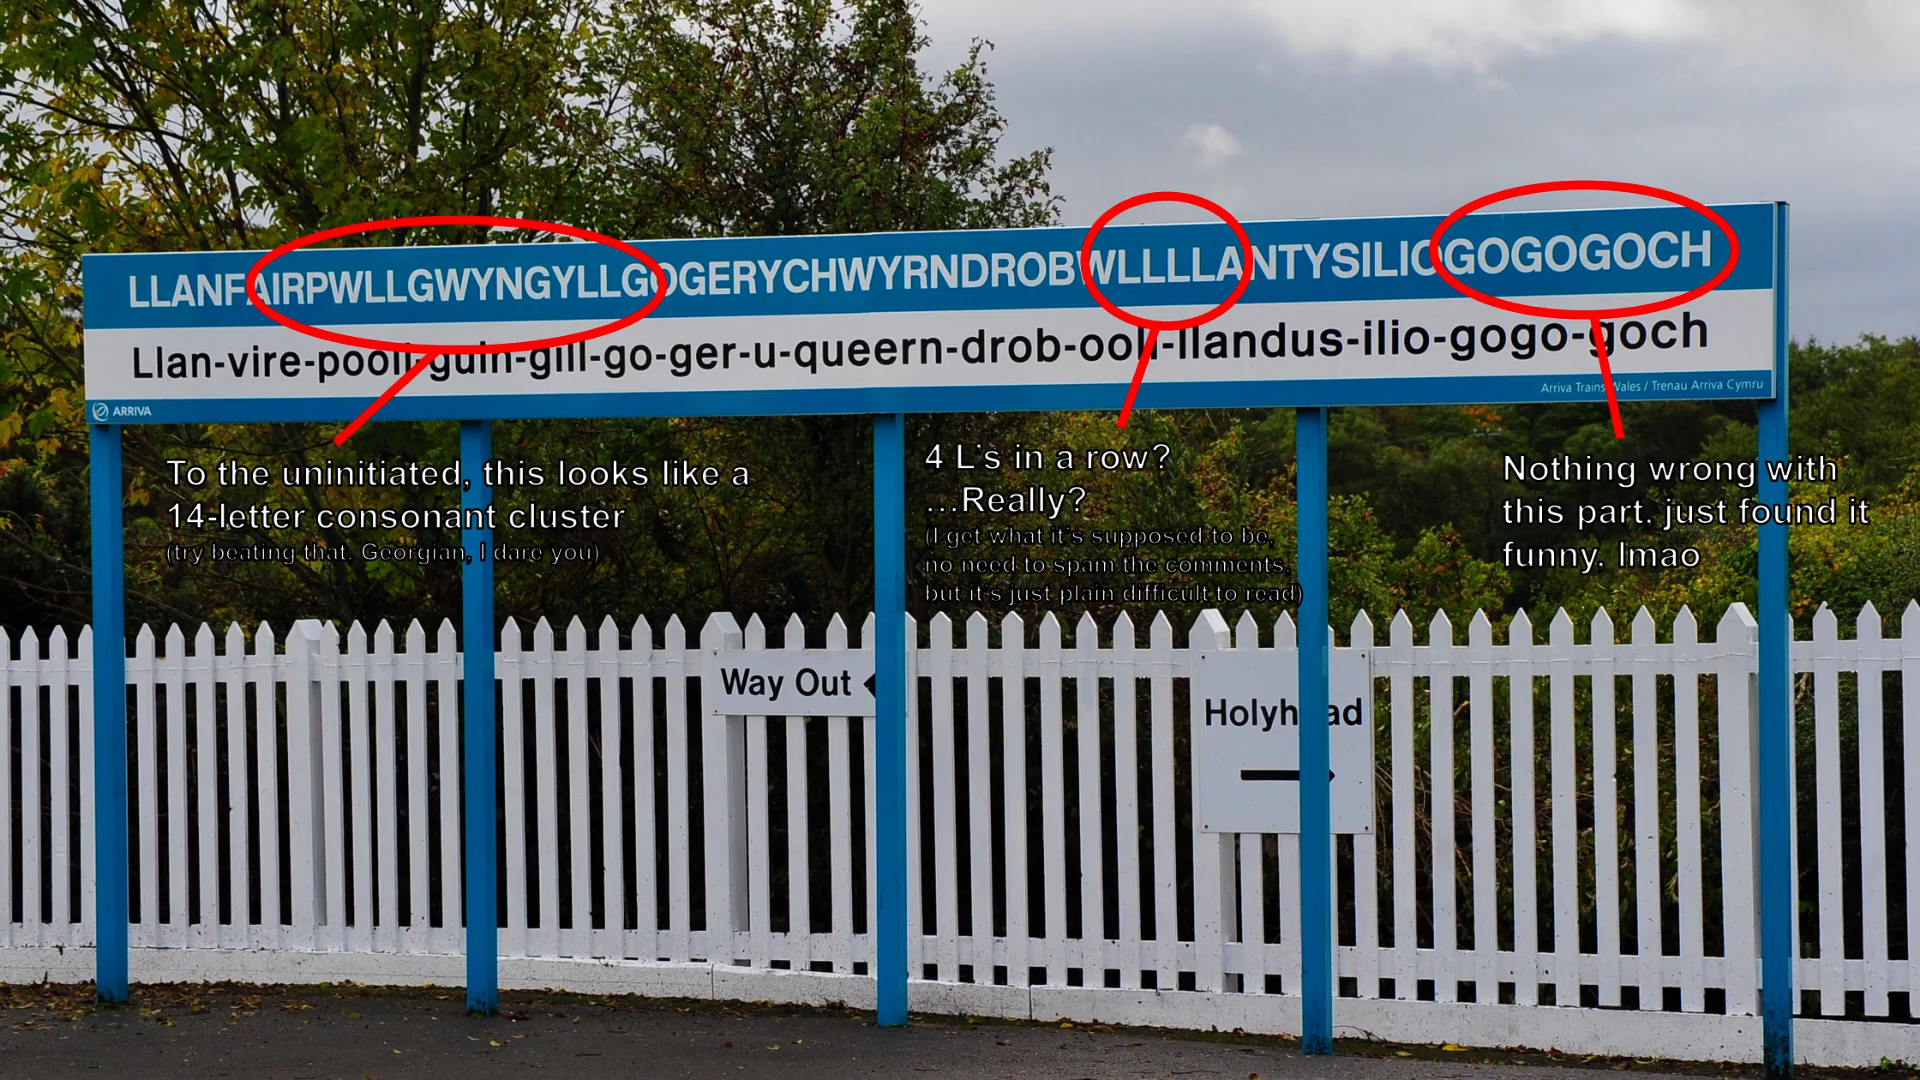 LLANFAIRPWLLGWYNGYLLGOGERYCHWYRNDROBWLLLLANTYSILIOGOGOGOCH
Llan-vire-pooll-guin-gill-go-ger-u-queern-drob-ooll-llandus-ilio-gogo-goch
Arriva Trains Wales / Trenau Arriva Cymru
ARRIVA
To the uninitiated, this looks like a
14-letter consonant cluster
(try beating that, Georgian, I dare you)
4 L's in a row?
...Really?
(I get what it's supposed to be,
no need to spam the comments,
but it's just plain difficult to read)
Nothing wrong with
this part, just found it
funny, lmao
Way Out
Holyhead